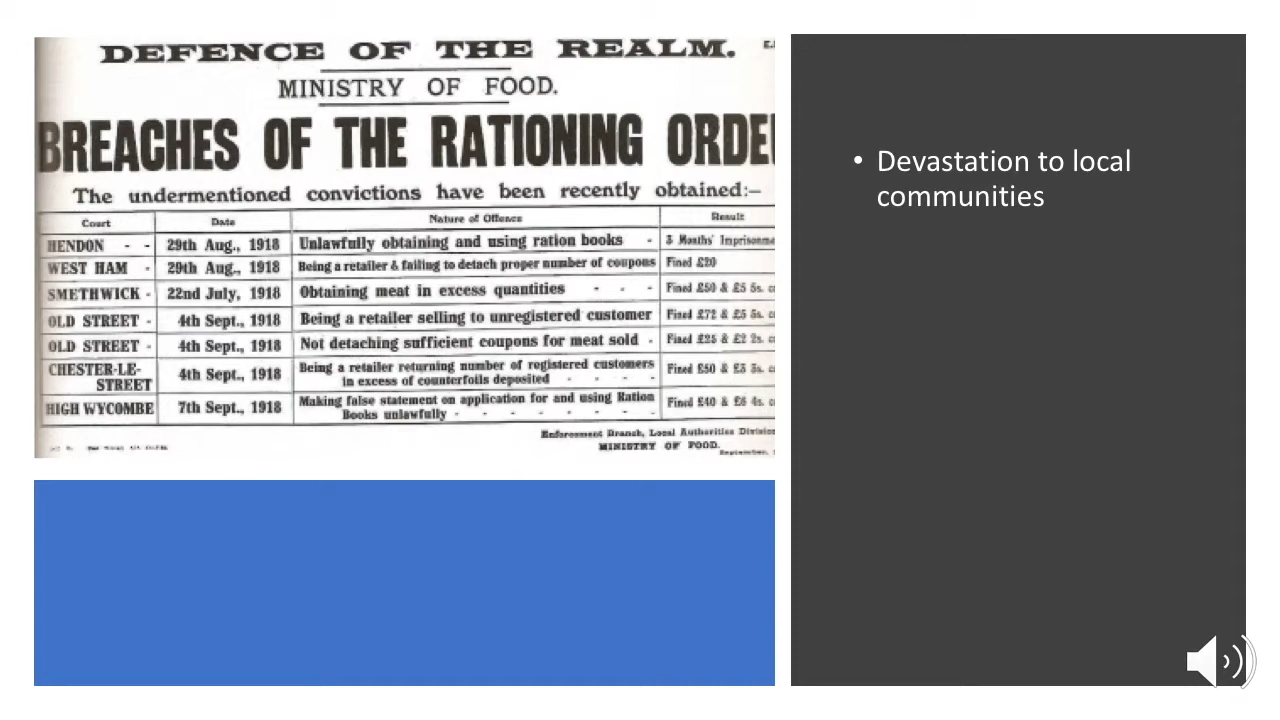 DEFENCE OF THE REALM.
MINISTRY OF FOOD.
BREACHES OF THE RATIONING ORDE
The undermentioned convictions have been recently obtained:—
Court Date Nature of Offence Result
HENDON - - 29th Aug., 1918 Unlawfully obtaining and using ration books - 3 Months' Imprisonme
WEST HAM - 29th Aug., 1918 Being a retailer & failing to detach proper number of coupons Fined £20
SMETHWICK - 22nd July, 1918 Obtaining meat in excess quantities - - - Fined £50 & £5 5s. c
OLD STREET - 4th Sept., 1918 Being a retailer selling to unregistered customer Fined £72 & £5 5s. c
OLD STREET - 4th Sept., 1918 Not detaching sufficient coupons for meat sold - Fined £25 & £2 2s. c
CHESTER-LE- Being a retailer returning number of registered customers
STREET 4th Sept., 1918 in excess of counterfoils deposited - - - - Fined £50 & £3 3s. c
HIGH WYCOMBE 7th Sept., 1918 Making false statement on application for and using Ration Fined £40 & £6 4s. c
Books unlawfully - - - - - - - -
Enforcement Branch, Local Authorities Division
MINISTRY OF FOOD.
September,
• Devastation to local
communities